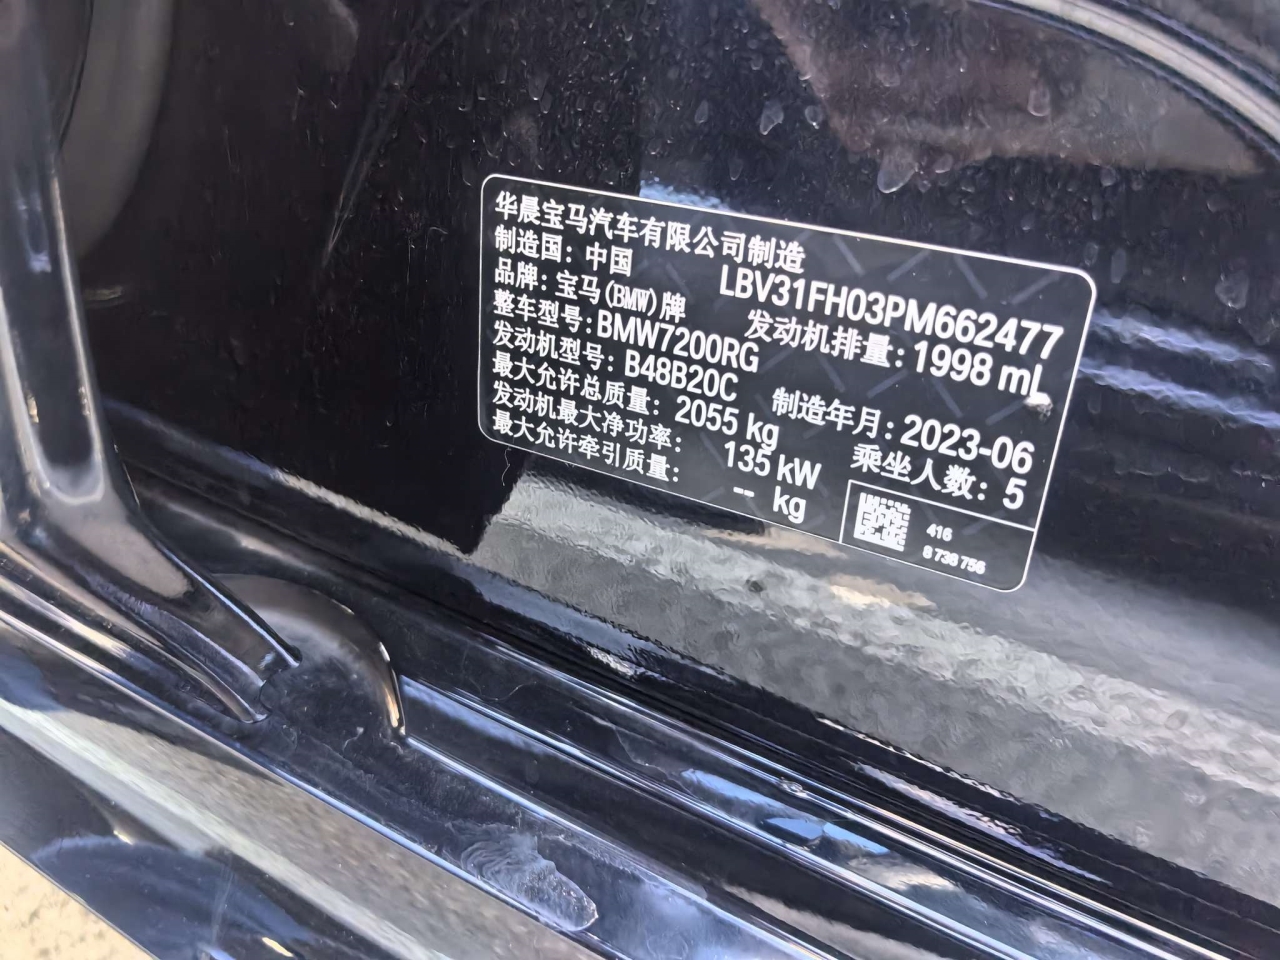 华晨宝马汽车有限公司制造
制造国：中国
LBV31FH03PM662477
品牌：宝马(BMW)牌
发动机排量：1998 mL
整车型号：BMW7200RG
发动机型号：B48B20C
制造年月：2023-06
最大允许总质量：2055 kg
乘坐人数：5
发动机最大净功率：135 kW
最大允许牵引质量：-- kg
416
8 738 756